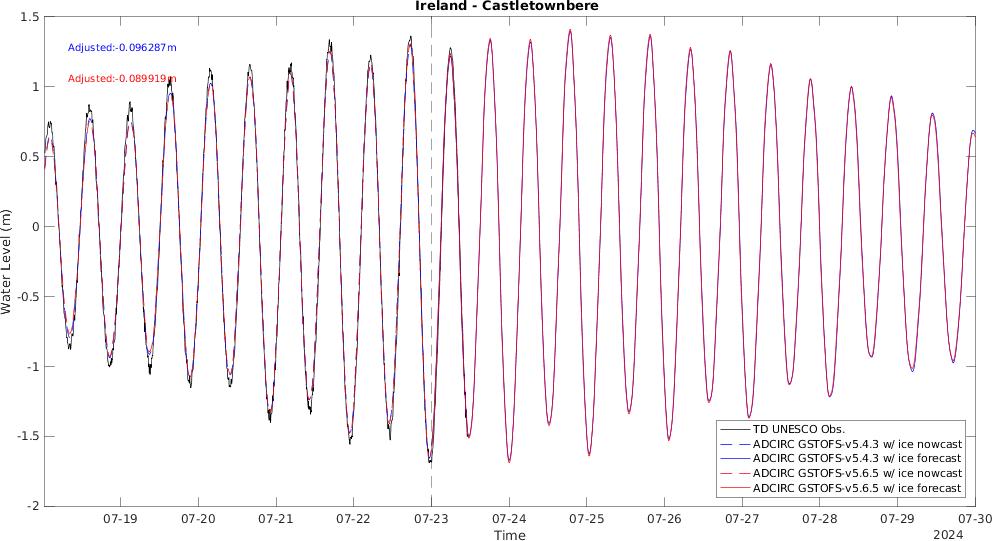 Ireland - Castletownbere
1.5
Adjusted:-0.096287m
Adjusted:-0.089919m
1
0.5
0
-0.5
-1
-1.5
-2
Water Level (m)
TD UNESCO Obs.
ADCIRC GSTOFS-v5.4.3 w/ ice nowcast
ADCIRC GSTOFS-v5.4.3 w/ ice forecast
ADCIRC GSTOFS-v5.6.5 w/ ice nowcast
ADCIRC GSTOFS-v5.6.5 w/ ice forecast
07-19 07-20 07-21 07-22 07-23 07-24 07-25 07-26 07-27 07-28 07-29 07-30
Time
2024